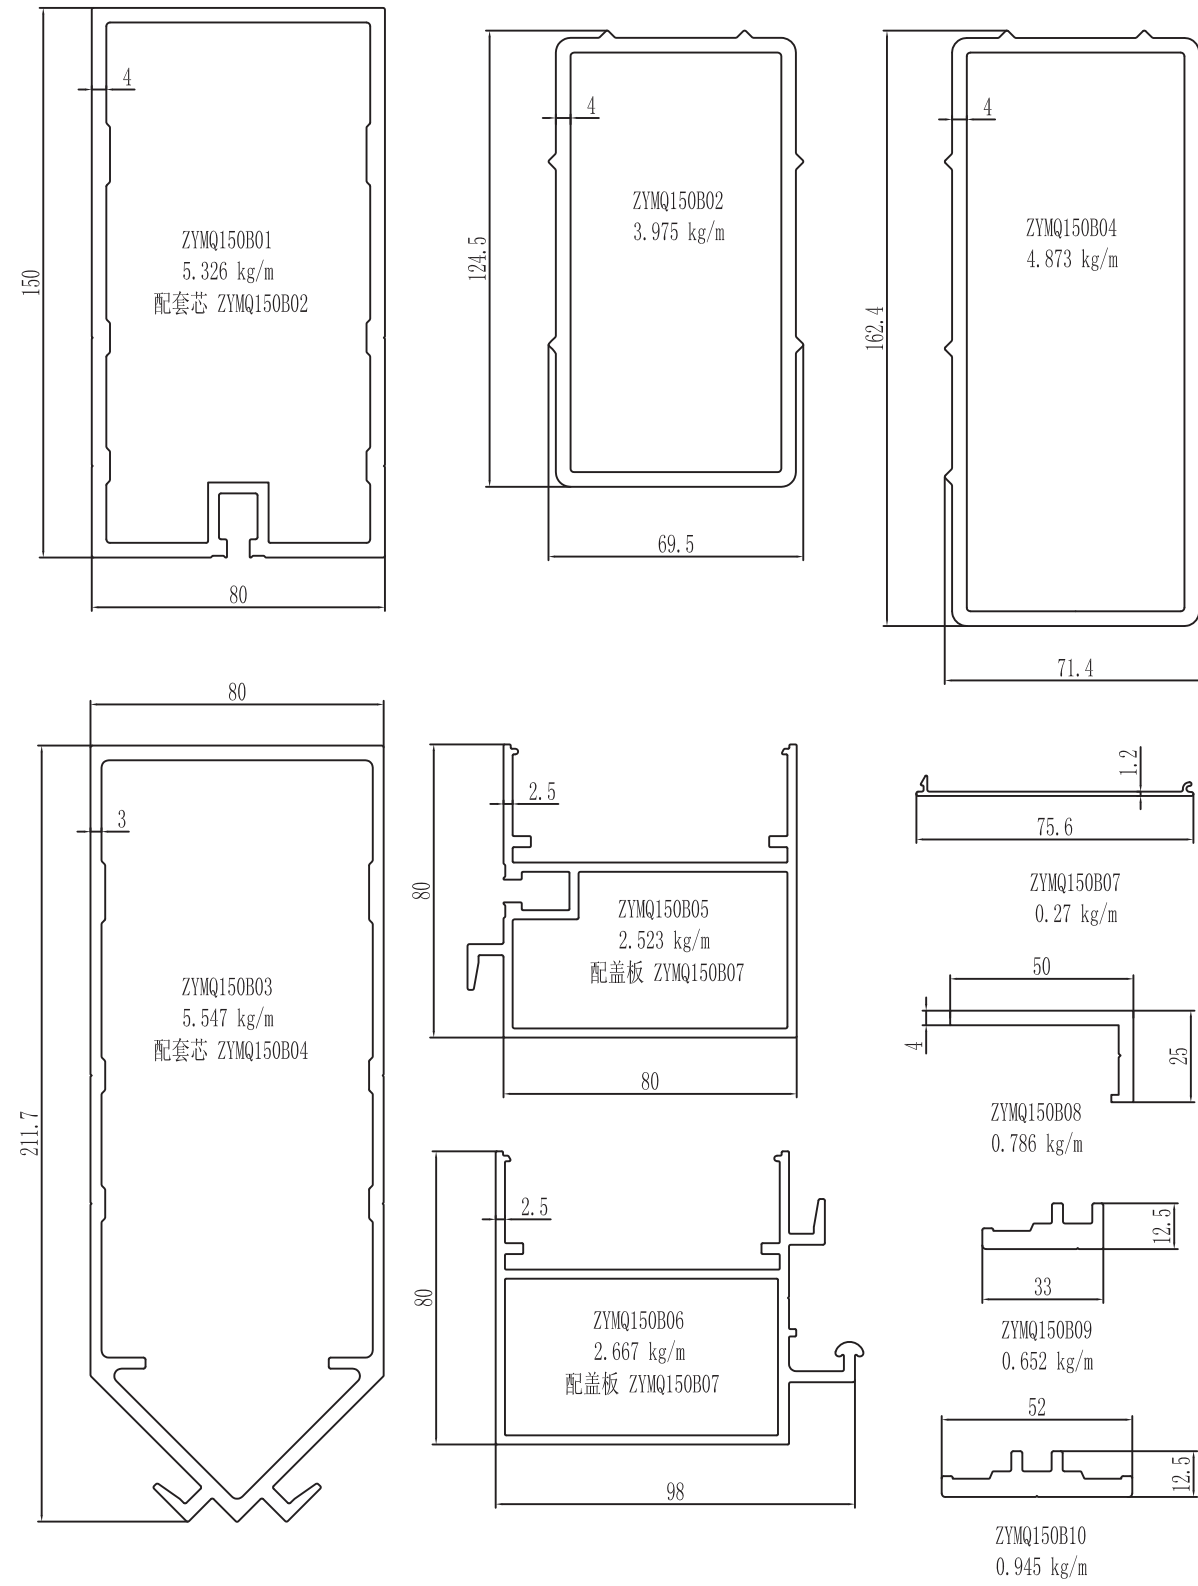 4
150
ZYMQ150B01
5.326 kg/m
配套芯 ZYMQ150B02
80
4
124.5
ZYMQ150B02
3.975 kg/m
69.5
4
162.4
ZYMQ150B04
4.873 kg/m
71.4
80
3
211.7
ZYMQ150B03
5.547 kg/m
配套芯 ZYMQ150B04
2.5
80
ZYMQ150B05
2.523 kg/m
配盖板 ZYMQ150B07
80
1.2
75.6
ZYMQ150B07
0.27 kg/m
50
4
25
ZYMQ150B08
0.786 kg/m
2.5
80
ZYMQ150B06
2.667 kg/m
配盖板 ZYMQ150B07
98
12.5
33
ZYMQ150B09
0.652 kg/m
52
12.5
ZYMQ150B10
0.945 kg/m